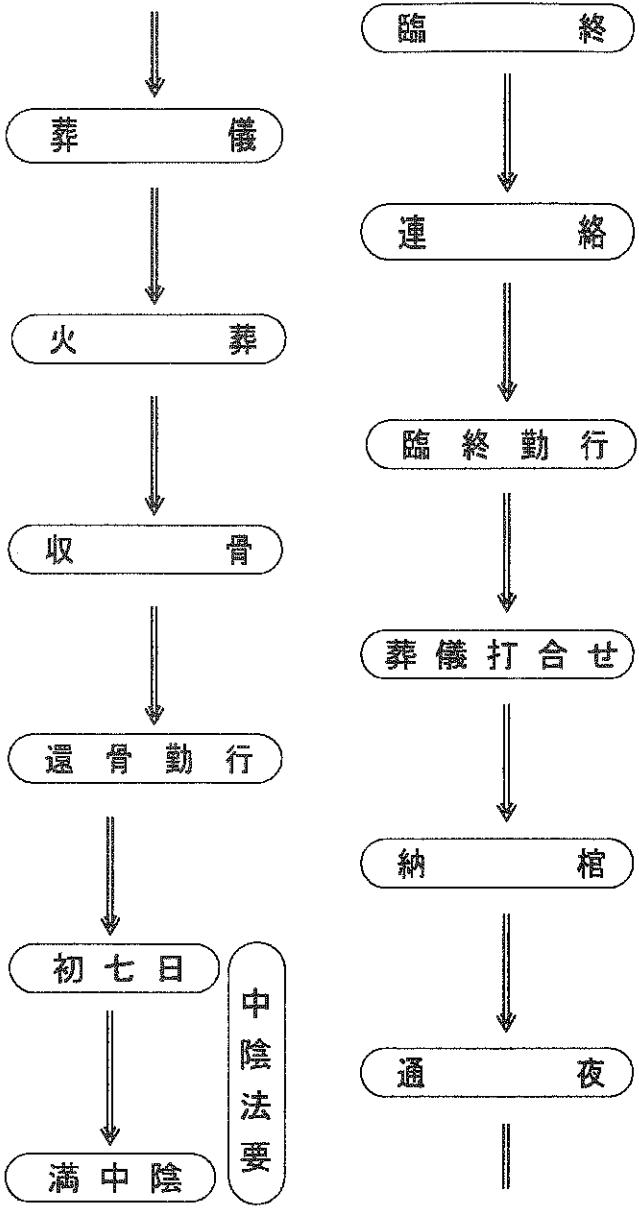 臨終
連絡
臨終勤行
葬儀打合せ
納棺
通夜
葬儀
火葬
収骨
還骨勤行
初七日
満中陰
中陰法要